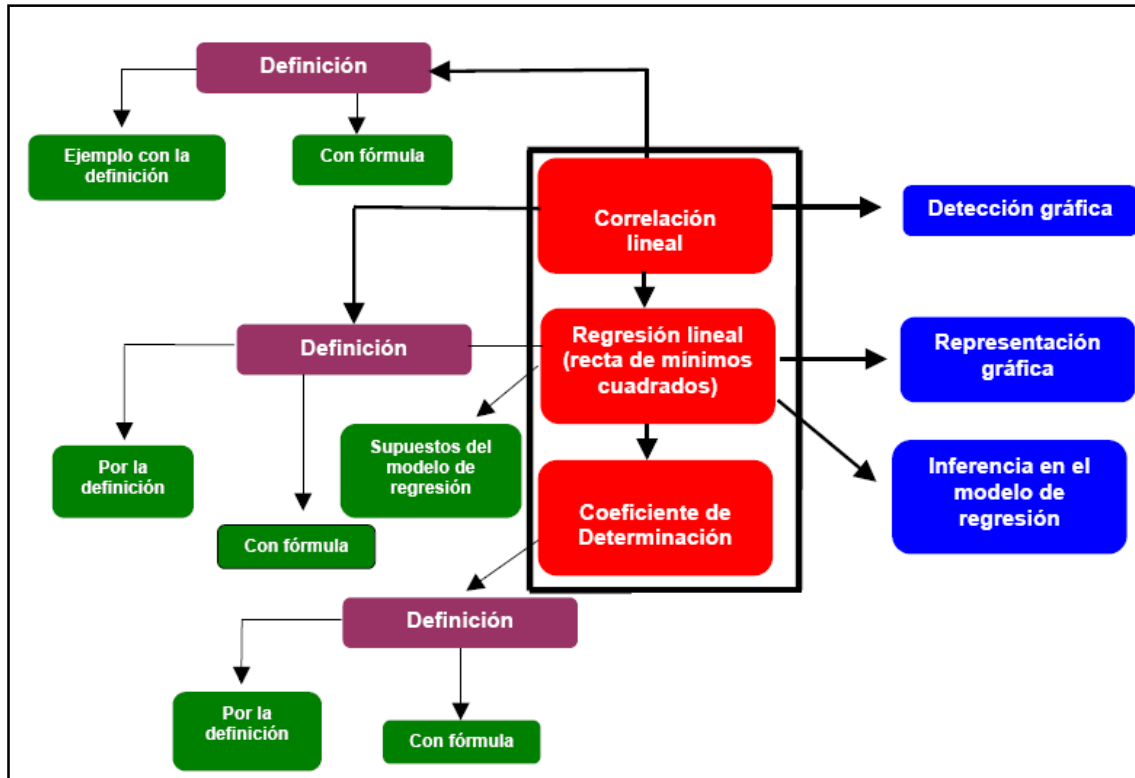 Definición
Ejemplo con la
definición
Con fórmula
Correlación
lineal
Detección gráfica
Definición
Regresión lineal
(recta de mínimos
cuadrados)
Representación
gráfica
Por la
definición
Supuestos del
modelo de
regresión
Inferencia en el
modelo de
regresión
Con fórmula
Coeficiente de
Determinación
Definición
Por la
definición
Con fórmula